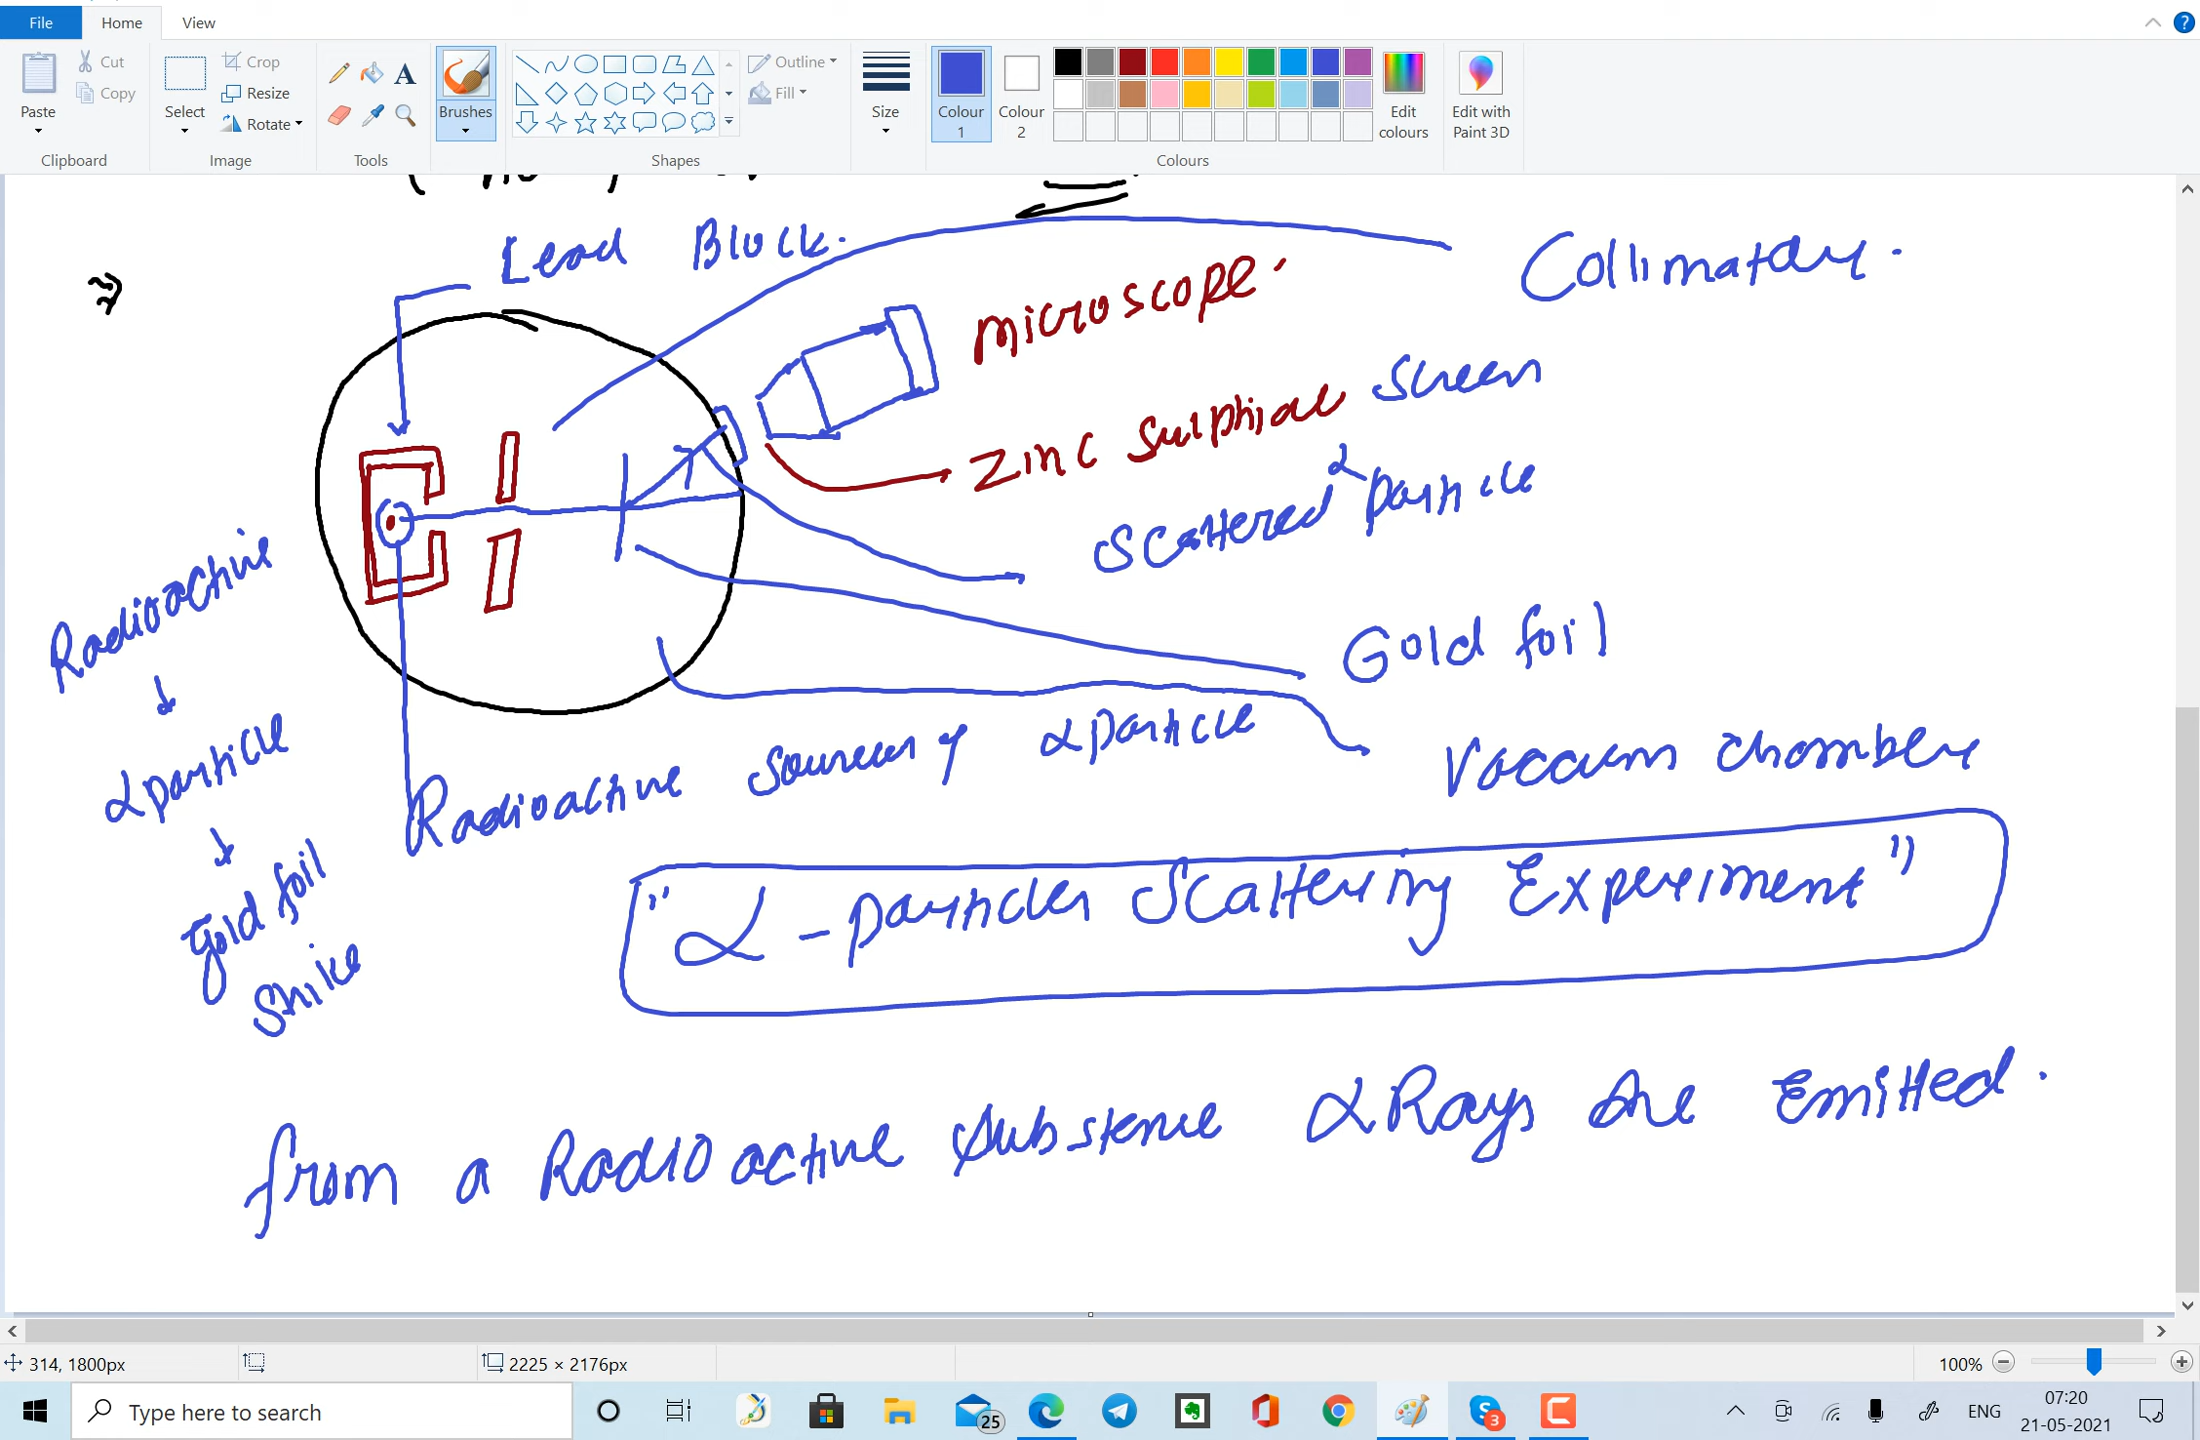 File Home View
Paste Cut Copy Clipboard
Select Crop Resize Rotate Image
Tools
Brushes
Outline Fill Shapes
Size
Colour 1 Colour 2 Edit colours Colours
Edit with Paint 3D
Lead Block.
Collimator.
Microscope.
Zinc Sulphide Screen
Scattered α particle
Radioactive
Gold foil
α particle
Radioactive Source of α particle
Vaccum Chamber
Gold foil
Strike
"α - particles Scattering Experiment"
from a Radioactive Substence α Rays Are Emitted.
314, 1800px 2225 × 2176px 100%
Type here to search 25 3 ENG 07:20
21-05-2021